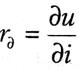 r∂ = ∂u/∂i